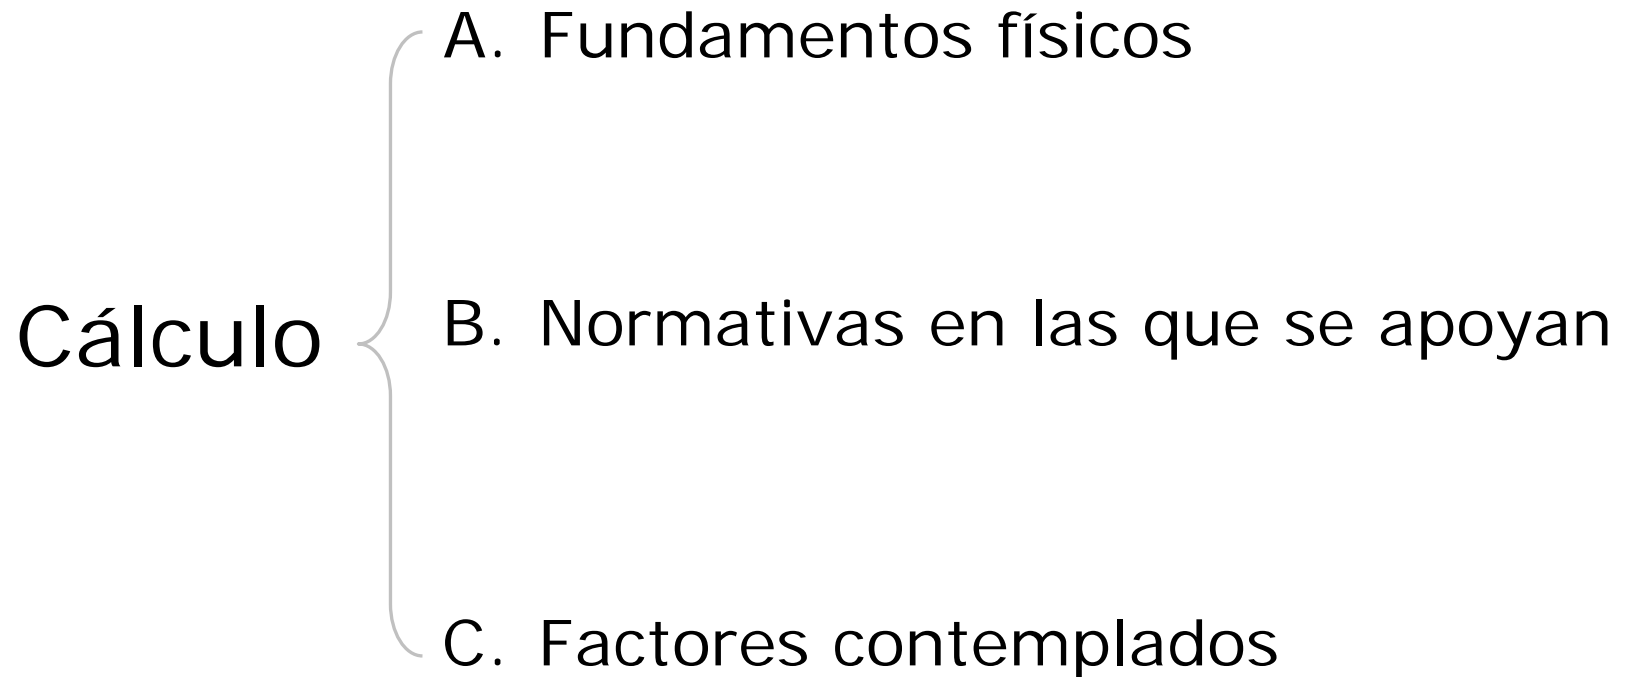 A. Fundamentos físicos
Cálculo
B. Normativas en las que se apoyan
C. Factores contemplados